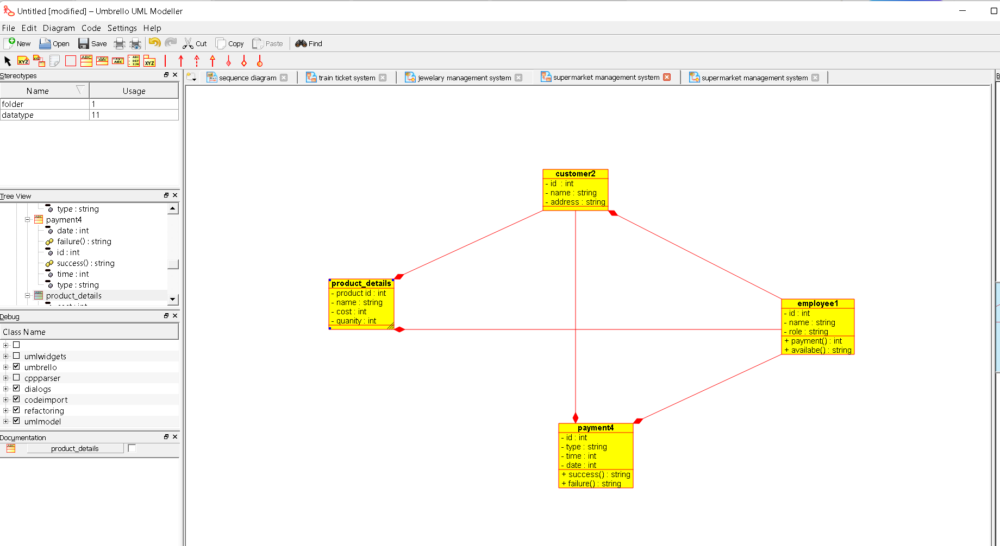 Untitled [modified] – Umbrello UML Modeller
File Edit Diagram Code Settings Help
New Open Save Cut Copy Paste Find
Stereotypes
Name Usage
folder 1
datatype 11
Tree View
type : string
payment4
date : int
failure() : string
id : int
success() : string
time : int
type : string
product_details
Debug
Class Name
umlwidgets
umbrello
cppparser
dialogs
codeimport
refactoring
umlmodel
Documentation
product_details
sequence diagram train ticket system jewelary management system supermarket management system supermarket management system
customer2
- id : int
- name : string
- address : string
product_details
- product id : int
- name : string
- cost : int
- quanity : int
employee1
- id : int
- name : string
- role : string
+ payment() : int
+ availabe() : string
payment4
- id : int
- type : string
- time : int
- date : int
+ success() : string
+ failure() : string